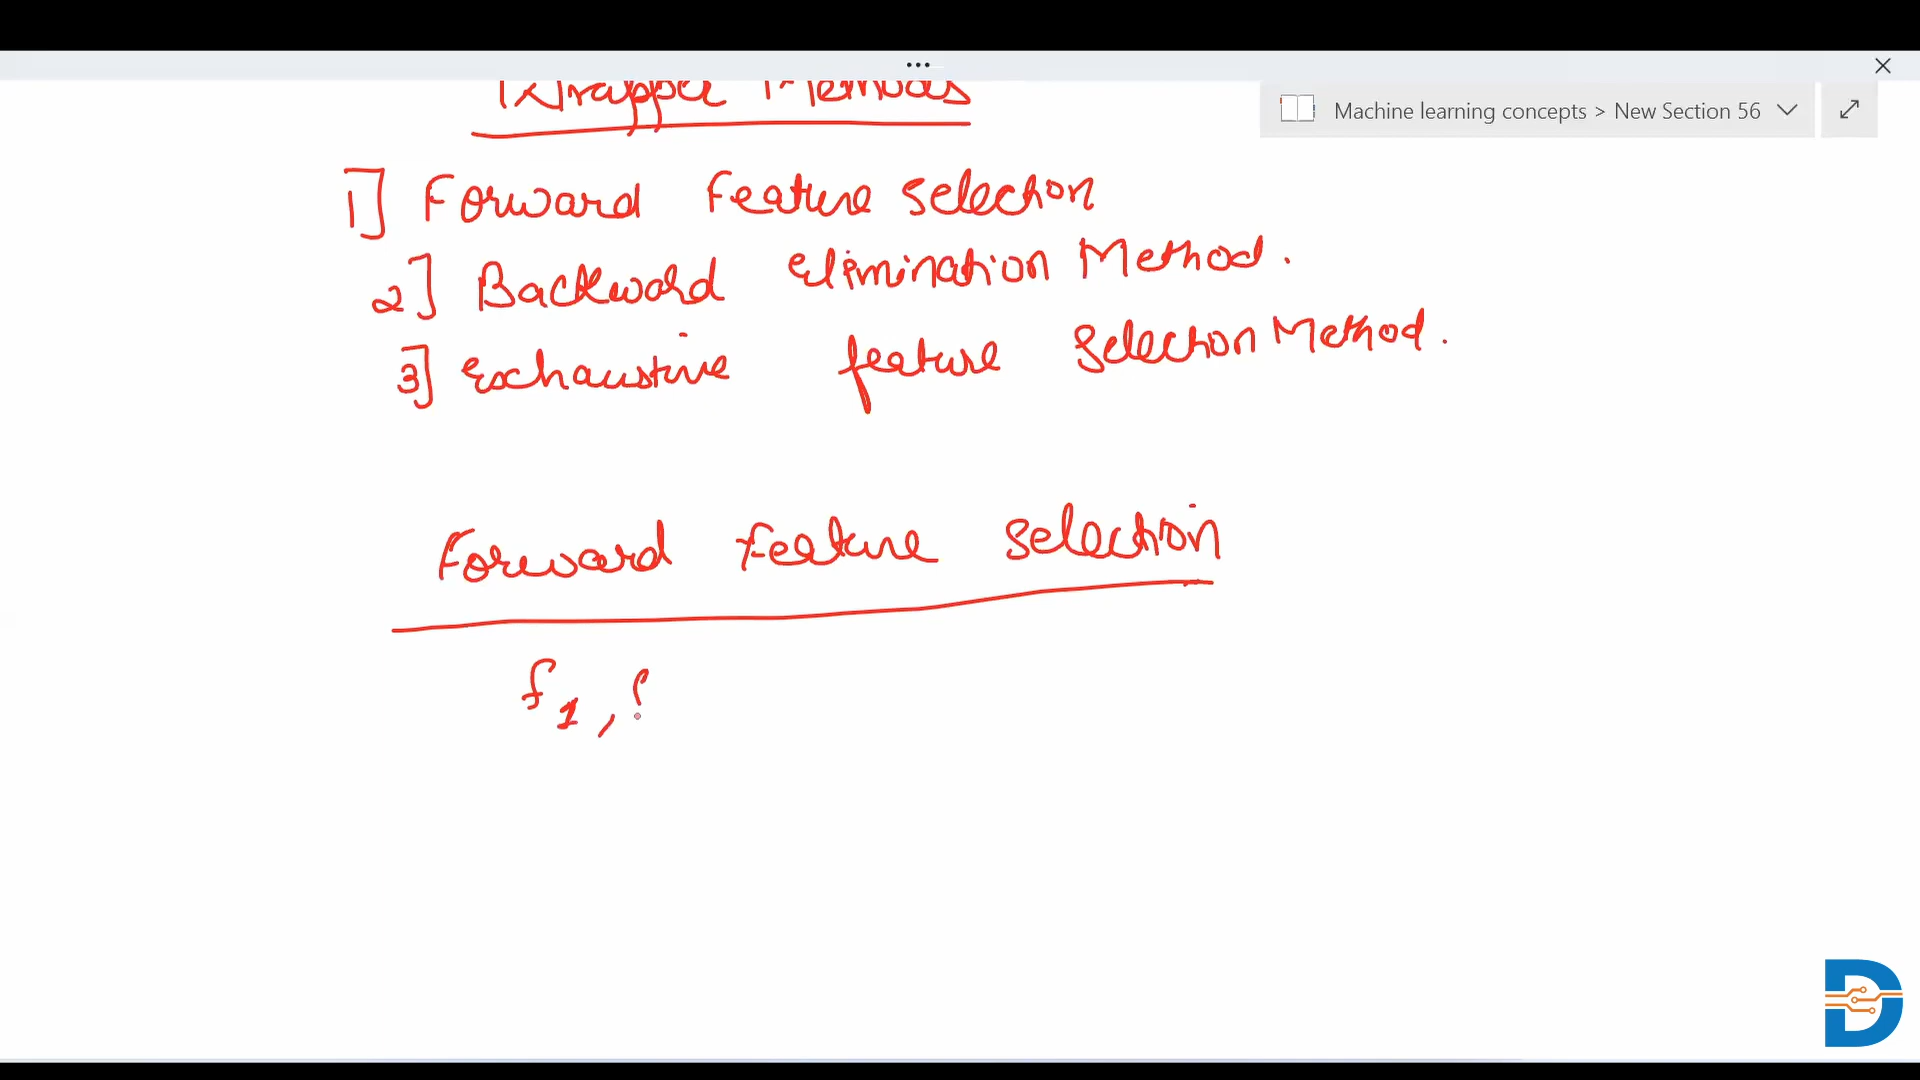 ...
Wrapper Methods
Machine learning concepts > New Section 56
1] Forward Feature Selection
2] Backward Elimination Method.
3] Exhaustive feature Selection Method.
Forward Feature Selection
f1, f